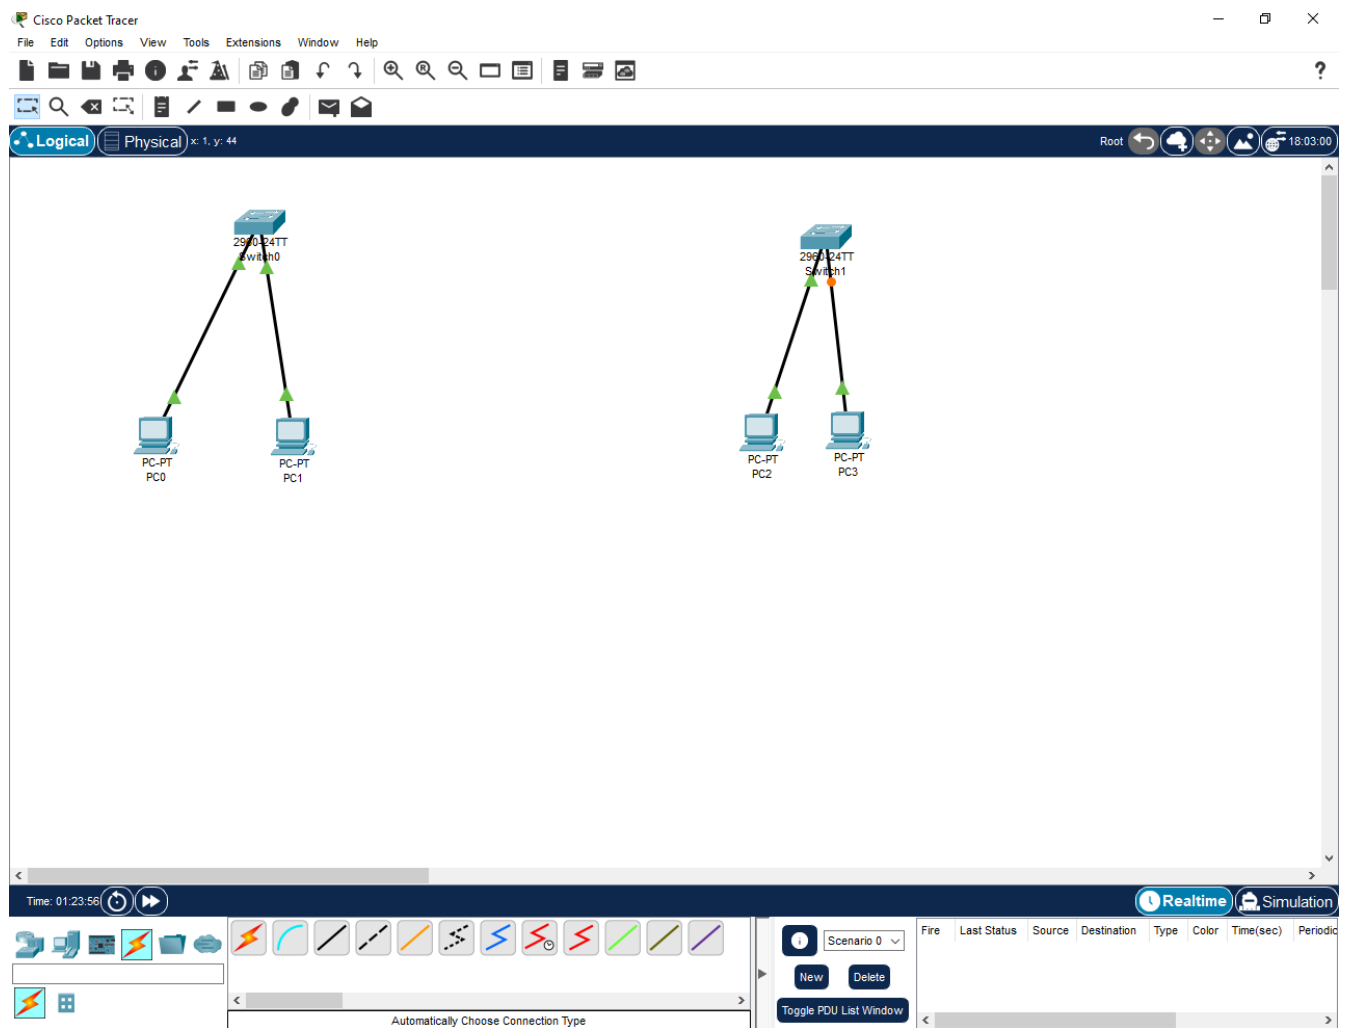 Cisco Packet Tracer
File Edit Options View Tools Extensions Window Help
?
Logical Physical x: 1, y: 44 Root 18:03:00
2960-24TT
Switch0
2960-24TT
Switch1
PC-PT
PC0
PC-PT
PC1
PC-PT
PC2
PC-PT
PC3
Time: 01:23:56 Realtime Simulation
Scenario 0
New Delete
Toggle PDU List Window
Fire Last Status Source Destination Type Color Time(sec) Periodic
Automatically Choose Connection Type